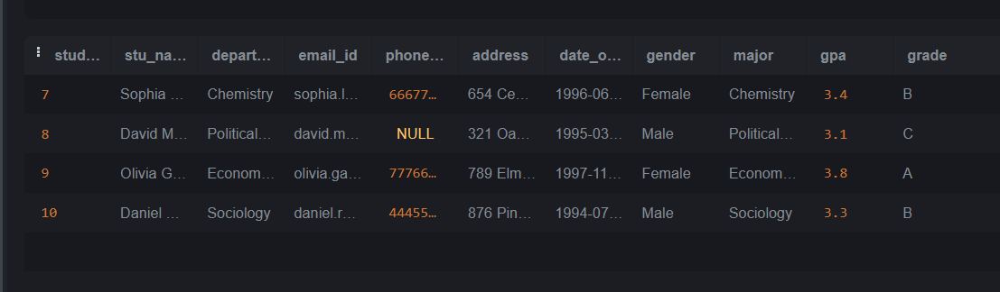 stud… stu_na… depart… email_id phone… address date_o… gender major gpa grade
7 Sophia … Chemistry sophia.l… 66677… 654 Ce… 1996-06… Female Chemistry 3.4 B
8 David M… Political… david.m… NULL 321 Oa… 1995-03… Male Political… 3.1 C
9 Olivia G… Econom… olivia.ga… 77766… 789 Elm… 1997-11… Female Econom… 3.8 A
10 Daniel … Sociology daniel.r… 44455… 876 Pin… 1994-07… Male Sociology 3.3 B